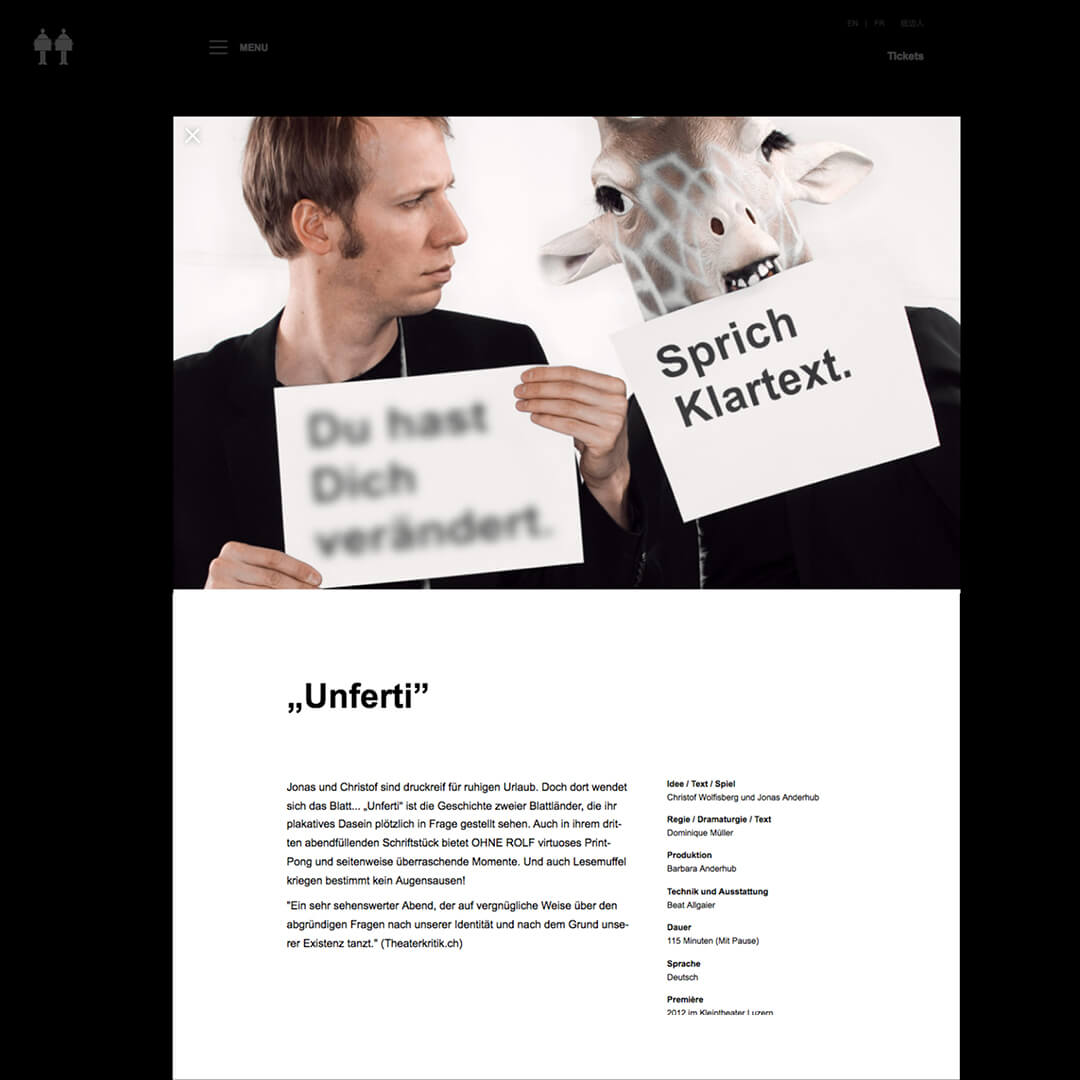 EN | FR
MENU
Tickets
Du hast
Dich
verändert.
Sprich
Klartext.
„Unferti”
Jonas und Christof sind druckreif für ruhigen Urlaub. Doch dort wendet
sich das Blatt... „Unferti“ ist die Geschichte zweier Blattländer, die ihr
plakatives Dasein plötzlich in Frage gestellt sehen. Auch in ihrem drit-
ten abendfüllenden Schriftstück bietet OHNE ROLF virtuoses Print-
Pong und seitenweise überraschende Momente. Und auch Lesemuffel
kriegen bestimmt kein Augensausen!
"Ein sehr sehenswerter Abend, der auf vergnügliche Weise über den
abgründigen Fragen nach unserer Identität und nach dem Grund unse-
rer Existenz tanzt." (Theaterkritik.ch)
Idee / Text / Spiel
Christof Wolfisberg und Jonas Anderhub
Regie / Dramaturgie / Text
Dominique Müller
Produktion
Barbara Anderhub
Technik und Ausstattung
Beat Allgaier
Dauer
115 Minuten (Mit Pause)
Sprache
Deutsch
Première
2012 im Kleintheater Luzern